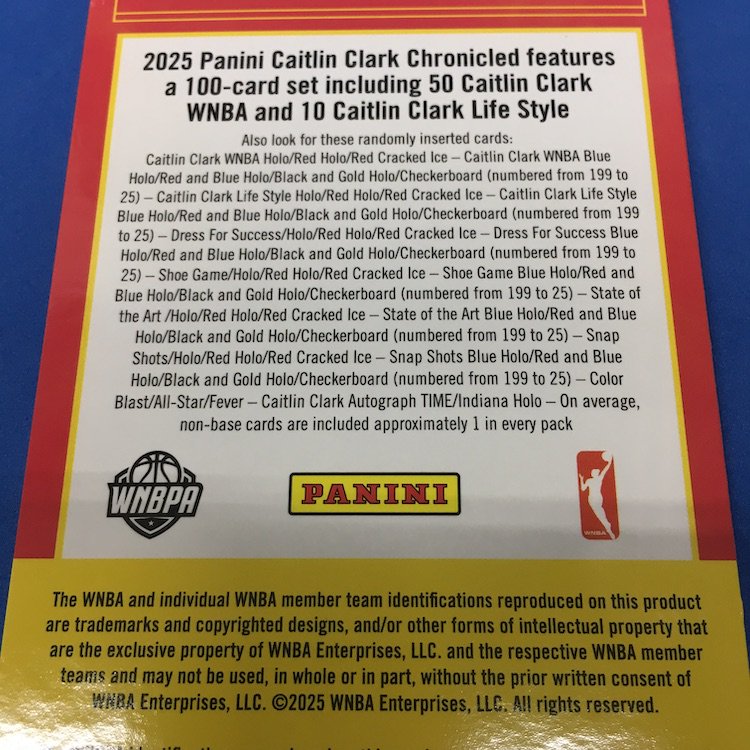 2025 Panini Caitlin Clark Chronicled features
a 100-card set including 50 Caitlin Clark
WNBA and 10 Caitlin Clark Life Style
Also look for these randomly inserted cards:
Caitlin Clark WNBA Holo/Red Holo/Red Cracked Ice – Caitlin Clark WNBA Blue
Holo/Red and Blue Holo/Black and Gold Holo/Checkerboard (numbered from 199 to
25) – Caitlin Clark Life Style Holo/Red Holo/Red Cracked Ice – Caitlin Clark Life Style
Blue Holo/Red and Blue Holo/Black and Gold Holo/Checkerboard (numbered from 199
to 25) – Dress For Success/Holo/Red Holo/Red Cracked Ice – Dress For Success Blue
Holo/Red and Blue Holo/Black and Gold Holo/Checkerboard (numbered from 199 to
25) – Shoe Game/Holo/Red Holo/Red Cracked Ice – Shoe Game Blue Holo/Red and
Blue Holo/Black and Gold Holo/Checkerboard (numbered from 199 to 25) – State of
the Art /Holo/Red Holo/Red Cracked Ice – State of the Art Blue Holo/Red and Blue
Holo/Black and Gold Holo/Checkerboard (numbered from 199 to 25) – Snap
Shots/Holo/Red Holo/Red Cracked Ice – Snap Shots Blue Holo/Red and Blue
Holo/Black and Gold Holo/Checkerboard (numbered from 199 to 25) – Color
Blast/All-Star/Fever – Caitlin Clark Autograph TIME/Indiana Holo – On average,
non-base cards are included approximately 1 in every pack
WNBPA
PANINI
WNBA
The WNBA and individual WNBA member team identifications reproduced on this product
are trademarks and copyrighted designs, and/or other forms of intellectual property that
are the exclusive property of WNBA Enterprises, LLC. and the respective WNBA member
teams and may not be used, in whole or in part, without the prior written consent of
WNBA Enterprises, LLC. ©2025 WNBA Enterprises, LLC. All rights reserved.